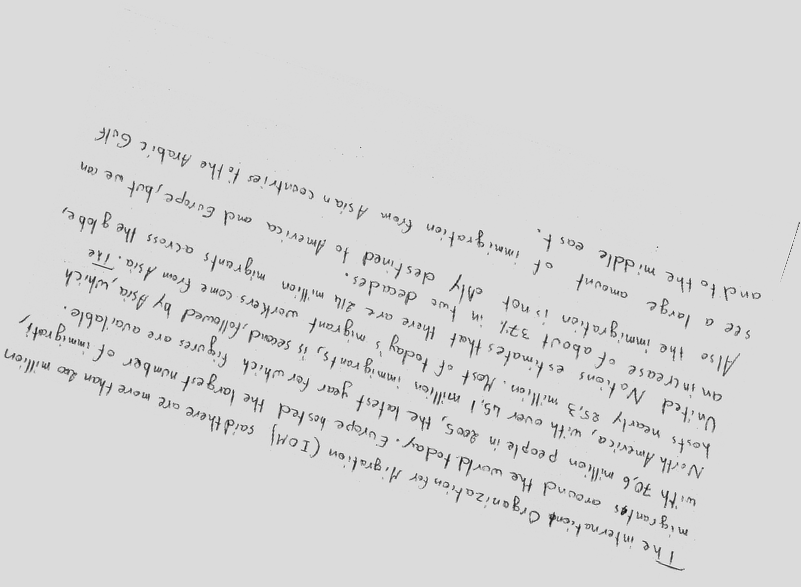 The internation Organization for Migration (IOM) said there are more than 200 million
migrants around the world today. Europe hosted the largest number of immigrati,
with 70,6 million people in 2005, the latest year for which figures are available.
North America, with over 45,1 million immigrants, is second, followed by Asia, which
hosts nearly 25,3 million. Most of today's migrant workers come from Asia. The
United Nations estimates that there are 214 million migrants across the globe,
an increase of about 37% in two decades.
Also the immigration is not only destined to America and Europe, but we can
see a large amount of immigration from Asian countries to the Arabic Gulf
and to the middle east.